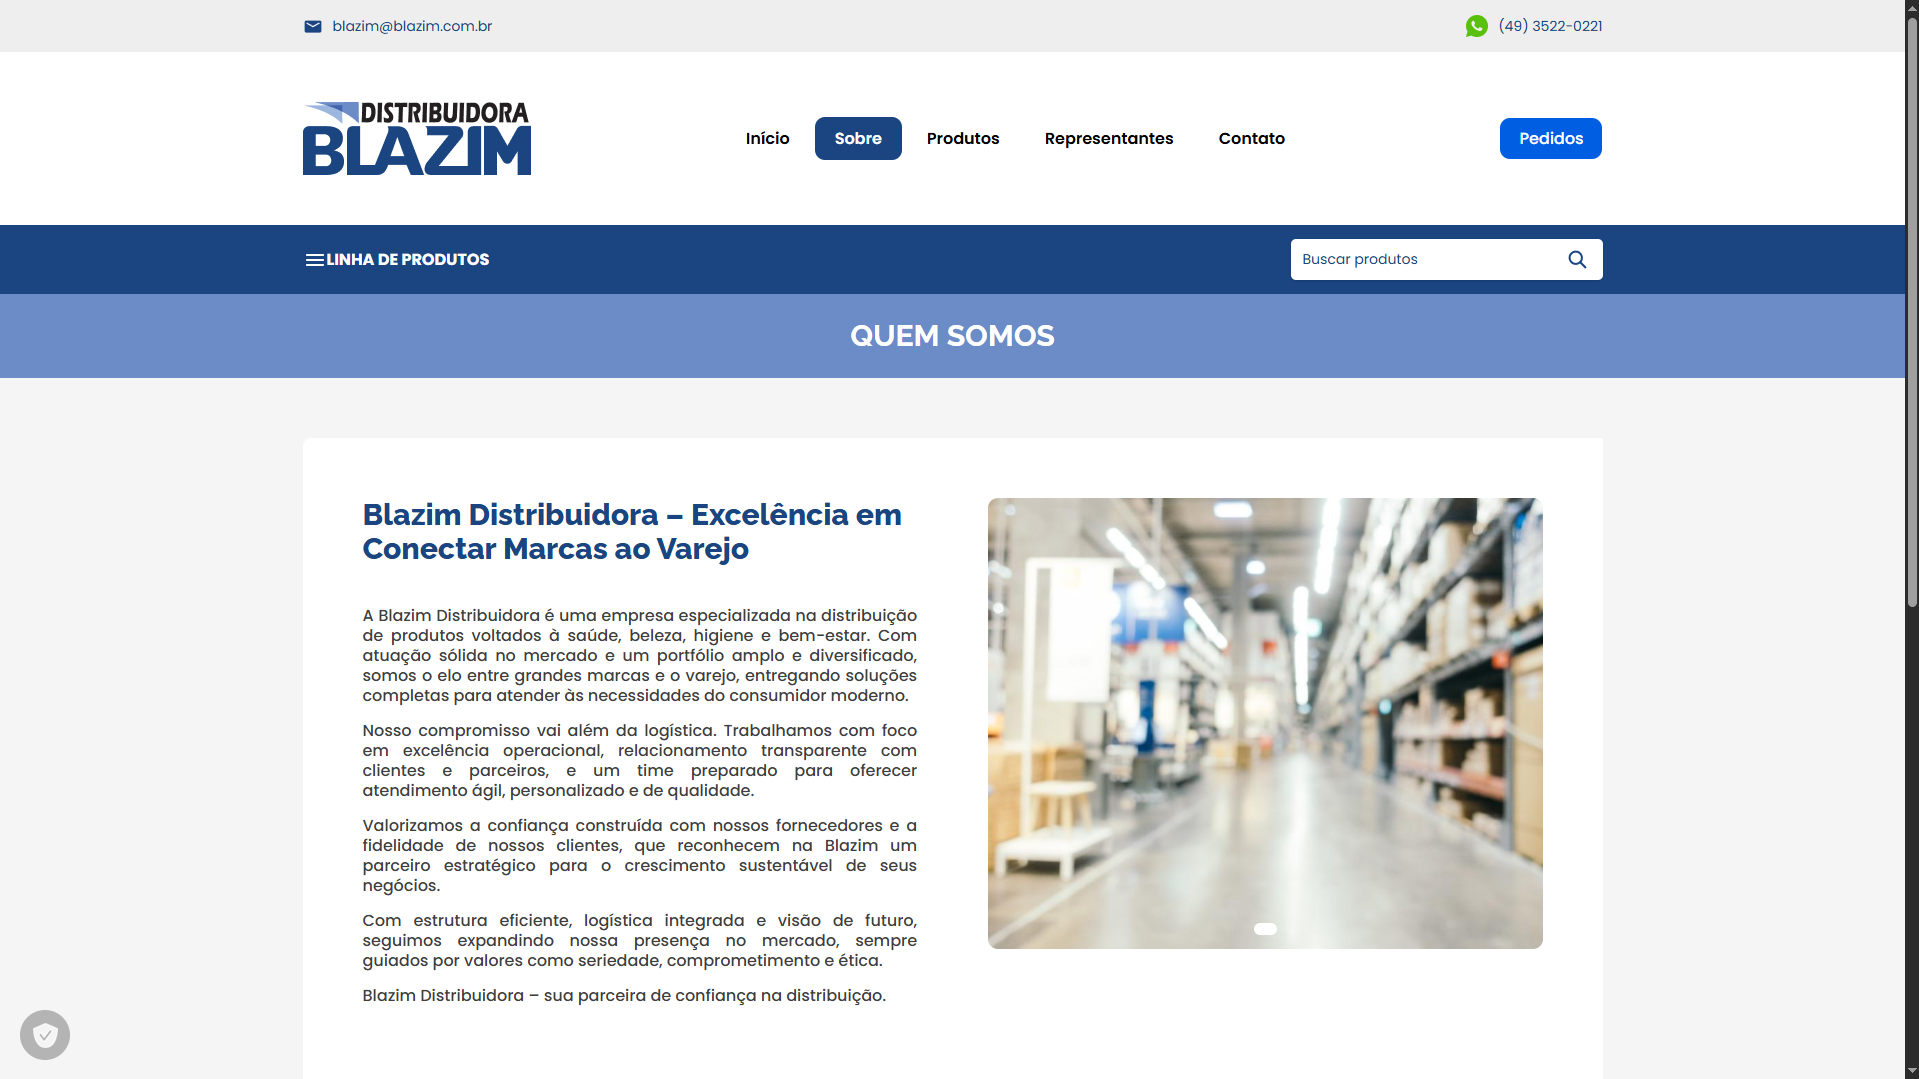 blazim@blazim.com.br
(49) 3522-0221
DISTRIBUIDORA
BLAZIM
Início
Sobre
Produtos
Representantes
Contato
Pedidos
LINHA DE PRODUTOS
Buscar produtos
QUEM SOMOS
Blazim Distribuidora – Excelência em
Conectar Marcas ao Varejo
A Blazim Distribuidora é uma empresa especializada na distribuição
de produtos voltados à saúde, beleza, higiene e bem-estar. Com
atuação sólida no mercado e um portfólio amplo e diversificado,
somos o elo entre grandes marcas e o varejo, entregando soluções
completas para atender às necessidades do consumidor moderno.
Nosso compromisso vai além da logística. Trabalhamos com foco
em excelência operacional, relacionamento transparente com
clientes e parceiros, e um time preparado para oferecer
atendimento ágil, personalizado e de qualidade.
Valorizamos a confiança construída com nossos fornecedores e a
fidelidade de nossos clientes, que reconhecem na Blazim um
parceiro estratégico para o crescimento sustentável de seus
negócios.
Com estrutura eficiente, logística integrada e visão de futuro,
seguimos expandindo nossa presença no mercado, sempre
guiados por valores como seriedade, comprometimento e ética.
Blazim Distribuidora – sua parceira de confiança na distribuição.